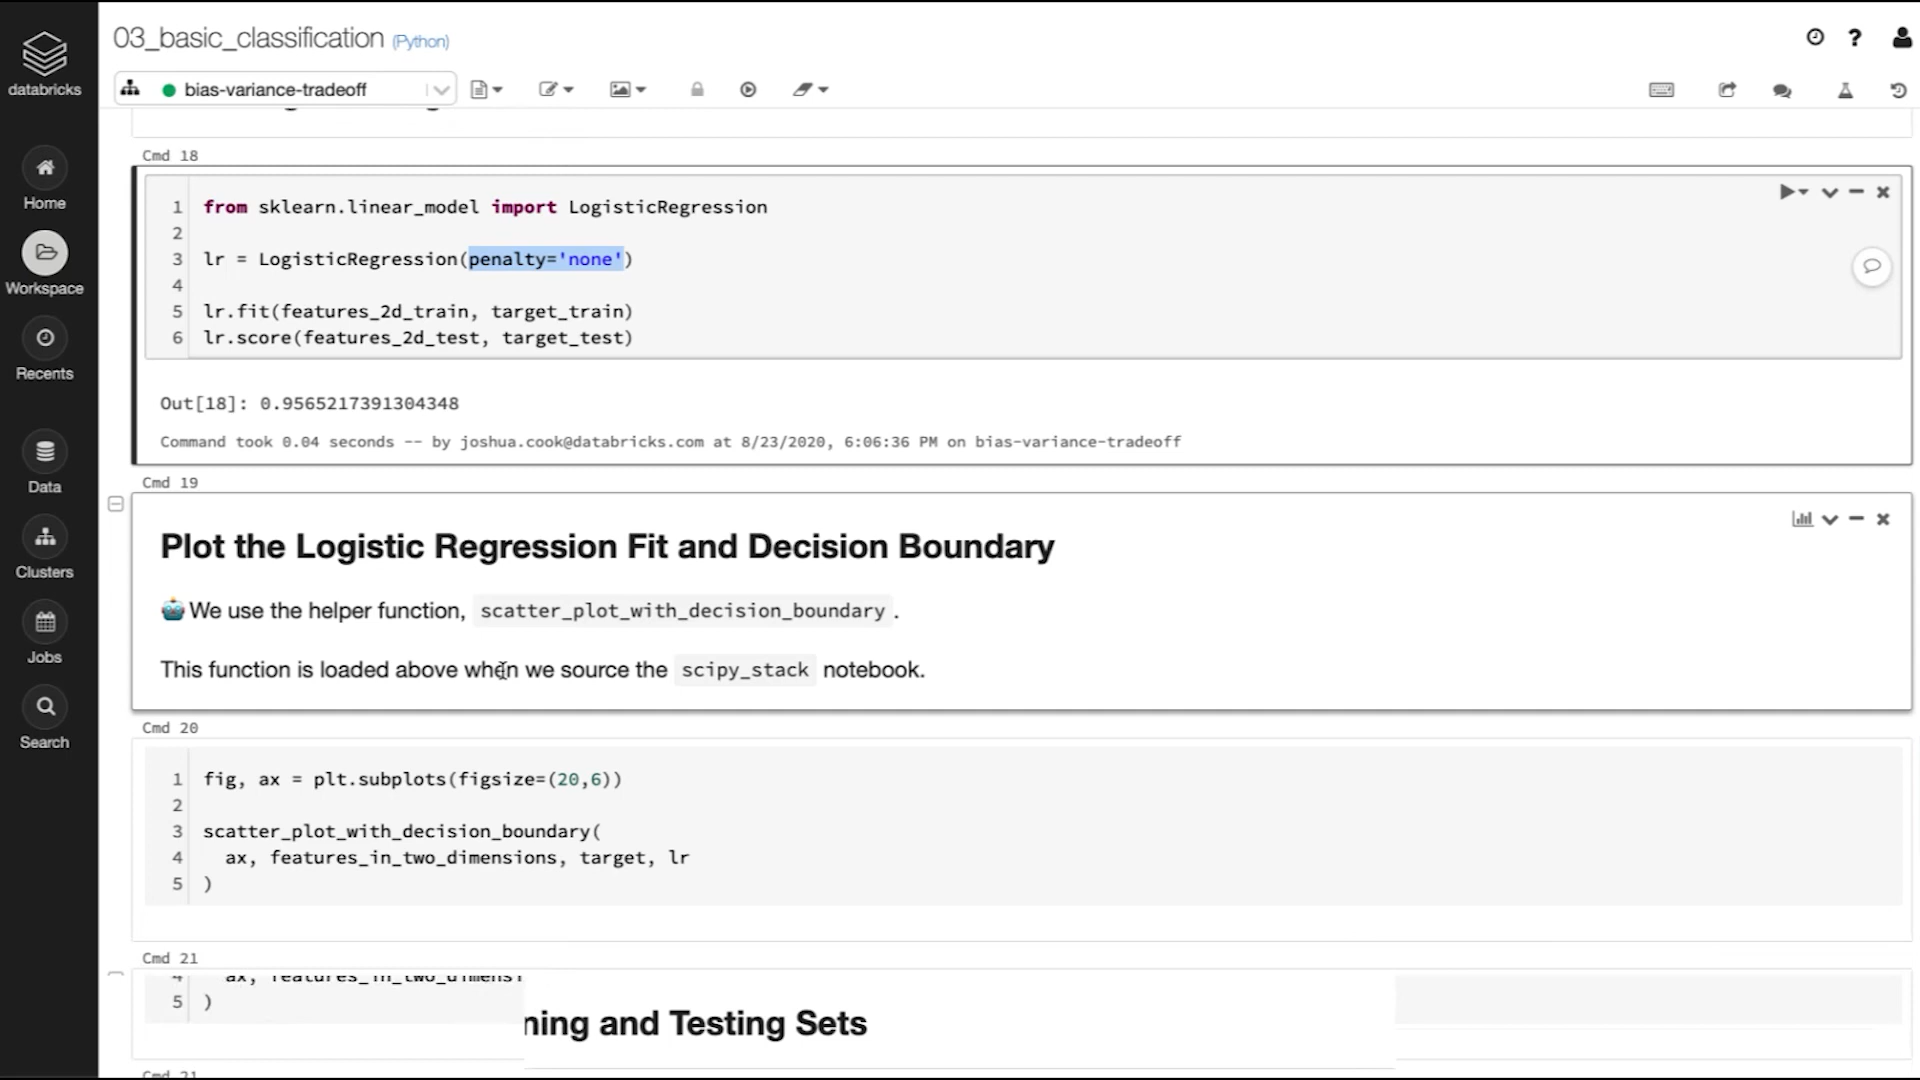 03_basic_classification (Python)
databricks
bias-variance-tradeoff
Home
Workspace
Recents
Data
Clusters
Jobs
Search
Cmd 18
1 from sklearn.linear_model import LogisticRegression
2
3 lr = LogisticRegression(penalty='none')
4
5 lr.fit(features_2d_train, target_train)
6 lr.score(features_2d_test, target_test)
Out[18]: 0.9565217391304348
Command took 0.04 seconds -- by joshua.cook@databricks.com at 8/23/2020, 6:06:36 PM on bias-variance-tradeoff
Cmd 19
Plot the Logistic Regression Fit and Decision Boundary
We use the helper function, scatter_plot_with_decision_boundary .
This function is loaded above when we source the scipy_stack notebook.
Cmd 20
1 fig, ax = plt.subplots(figsize=(20,6))
2
3 scatter_plot_with_decision_boundary(
4 ax, features_in_two_dimensions, target, lr
5 )
Cmd 21
4 ax, features_in_two_dimensi
5 )
ning and Testing Sets
Cmd 21